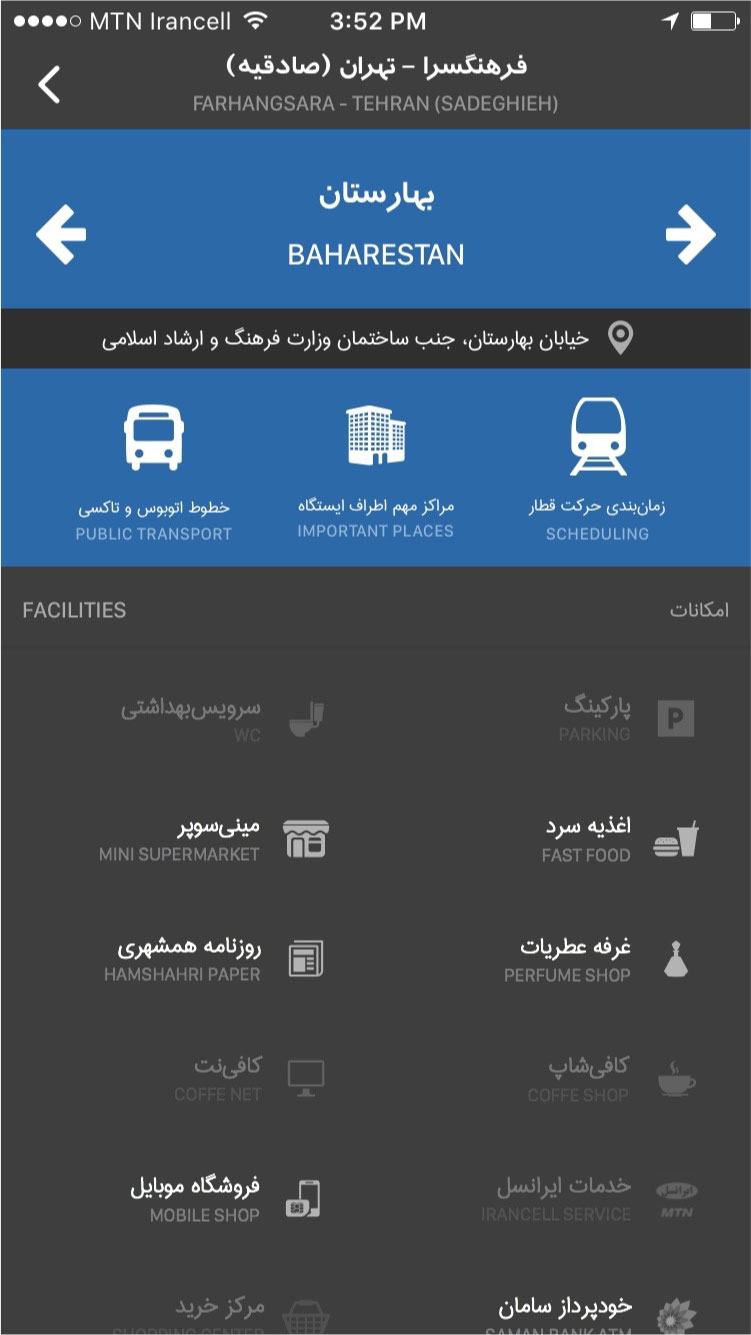 MTN Irancell 3:52 PM
فرهنگسرا – تهران (صادقیه)
FARHANGSARA - TEHRAN (SADEGHIEH)
بهارستان
BAHARESTAN
خیابان بهارستان، جنب ساختمان وزارت فرهنگ و ارشاد اسلامی
زمان‌بندی حرکت قطار
SCHEDULING
مراکز مهم اطراف ایستگاه
IMPORTANT PLACES
خطوط اتوبوس و تاکسی
PUBLIC TRANSPORT
امکانات
FACILITIES
P
پارکینگ
PARKING
سرویس‌بهداشتی
WC
اغذیه سرد
FAST FOOD
مینی‌سوپر
MINI SUPERMARKET
غرفه عطریات
PERFUME SHOP
روزنامه همشهری
HAMSHAHRI PAPER
کافی‌شاپ
COFFE SHOP
کافی‌نت
COFFE NET
ایرانسل
MTN
خدمات ایرانسل
IRANCELL SERVICE
فروشگاه موبایل
MOBILE SHOP
خودپرداز سامان
SAMAN BANK ATM
مرکز خرید
SHOPPING CENTER